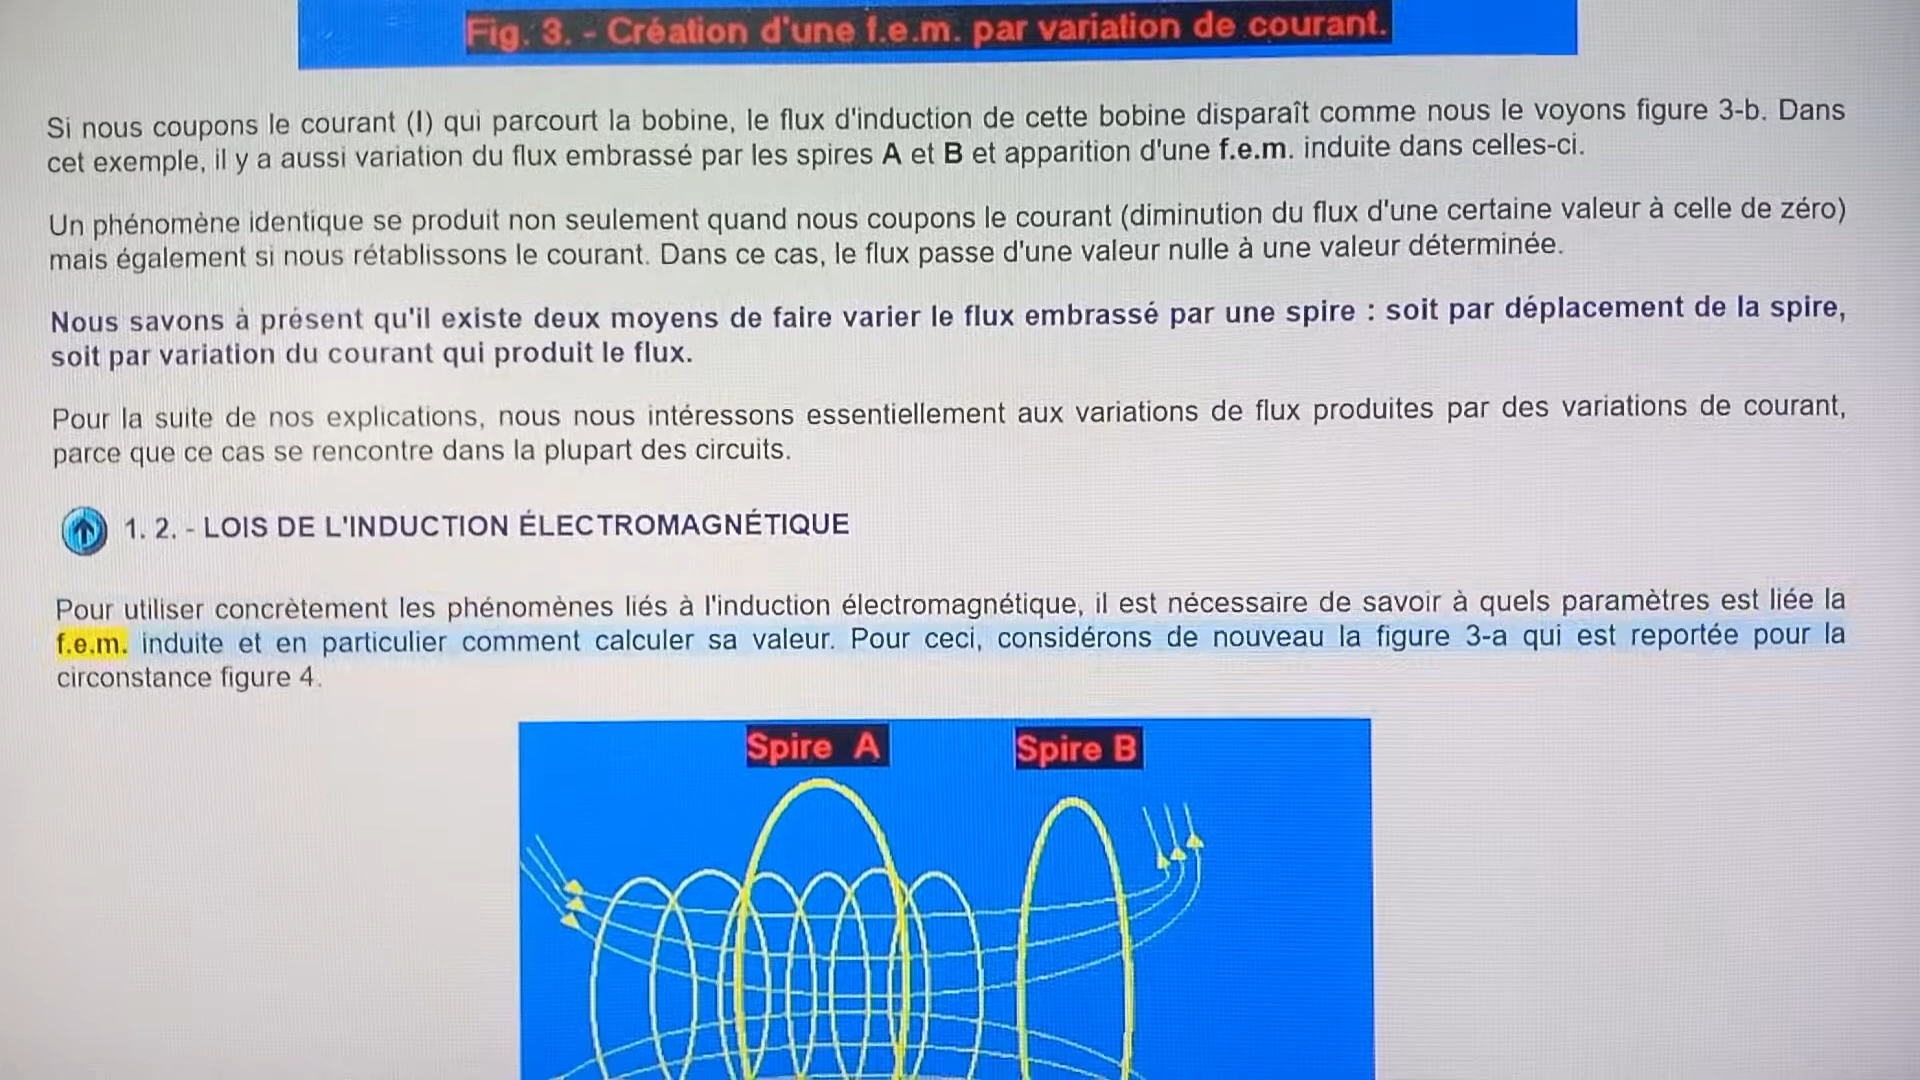 Fig. 3. - Création d'une f.e.m. par variation de courant.
Si nous coupons le courant (I) qui parcourt la bobine, le flux d'induction de cette bobine disparaît comme nous le voyons figure 3-b. Dans
cet exemple, il y a aussi variation du flux embrassé par les spires A et B et apparition d'une f.e.m. induite dans celles-ci.
Un phénomène identique se produit non seulement quand nous coupons le courant (diminution du flux d'une certaine valeur à celle de zéro)
mais également si nous rétablissons le courant. Dans ce cas, le flux passe d'une valeur nulle à une valeur déterminée.
Nous savons à présent qu'il existe deux moyens de faire varier le flux embrassé par une spire : soit par déplacement de la spire,
soit par variation du courant qui produit le flux.
Pour la suite de nos explications, nous nous intéressons essentiellement aux variations de flux produites par des variations de courant,
parce que ce cas se rencontre dans la plupart des circuits.
1. 2. - LOIS DE L'INDUCTION ÉLECTROMAGNÉTIQUE
Pour utiliser concrètement les phénomènes liés à l'induction électromagnétique, il est nécessaire de savoir à quels paramètres est liée la
f.e.m. induite et en particulier comment calculer sa valeur. Pour ceci, considérons de nouveau la figure 3-a qui est reportée pour la
circonstance figure 4.
Spire A
Spire B